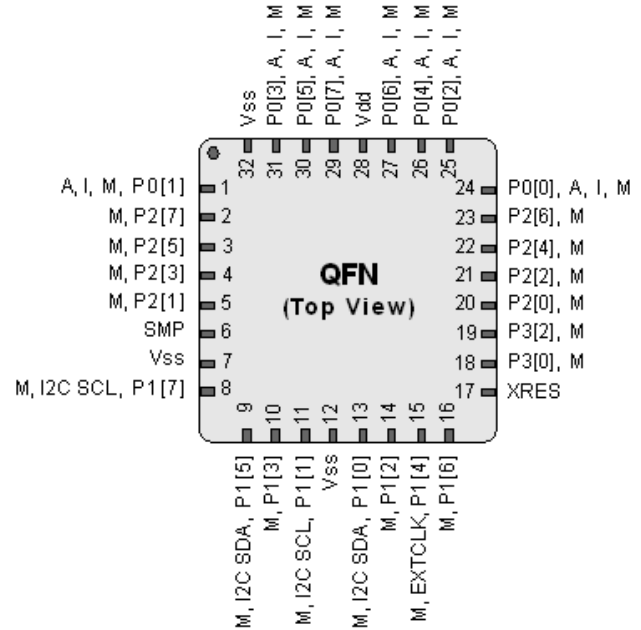 Vss
P0[3], A, I, M
P0[5], A, I, M
P0[7], A, I, M
Vdd
P0[6], A, I, M
P0[4], A, I, M
P0[2], A, I, M
32
31
30
29
28
27
26
25
A, I, M, P0[1]
1
24
P0[0], A, I, M
M, P2[7]
2
23
P2[6], M
M, P2[5]
3
22
P2[4], M
M, P2[3]
4
QFN
21
P2[2], M
M, P2[1]
5
(Top View)
20
P2[0], M
SMP
6
19
P3[2], M
Vss
7
18
P3[0], M
M, I2C SCL, P1[7]
8
17
XRES
9
10
11
12
13
14
15
16
M, I2C SDA, P1[5]
M, P1[3]
M, I2C SCL, P1[1]
Vss
M, I2C SDA, P1[0]
M, P1[2]
M, EXTCLK, P1[4]
M, P1[6]